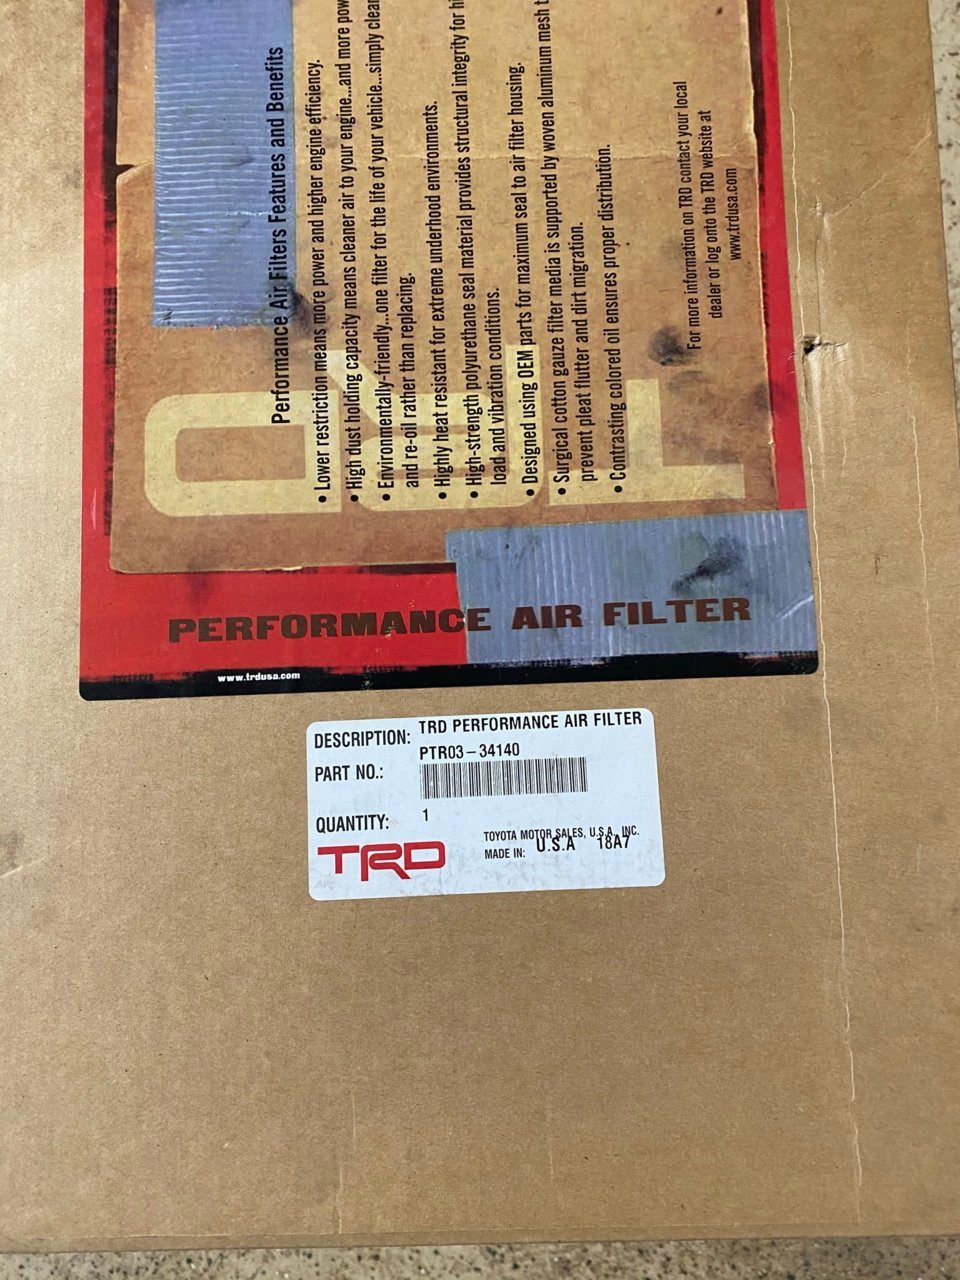 Performance Air Filters Features and Benefits
• Lower restriction means more power and higher engine efficiency.
• High dust holding capacity means cleaner air to your engine...and more
• Environmentally-friendly...one filter for the life of your vehicle...simply
and re-oil rather than replacing.
• Highly heat resistant for extreme underhood environments.
• High-strength polyurethane seal material provides structural integrity for
load and vibration conditions.
• Designed using OEM parts for maximum seal to air filter housing.
• Surgical cotton gauze filter media is supported by woven aluminum mesh
prevent pleat flutter and dirt migration.
• Contrasting colored oil ensures proper distribution.
For more information on TRD contact your local
dealer or log onto the TRD website at
www.trdusa.com
TRD
PERFORMANCE AIR FILTER
www.trdusa.com
DESCRIPTION: TRD PERFORMANCE AIR FILTER
PTR03-34140
PART NO.:
QUANTITY: 1
TRD
TOYOTA MOTOR SALES, U.S.A., INC.
MADE IN: U.S.A 18A7